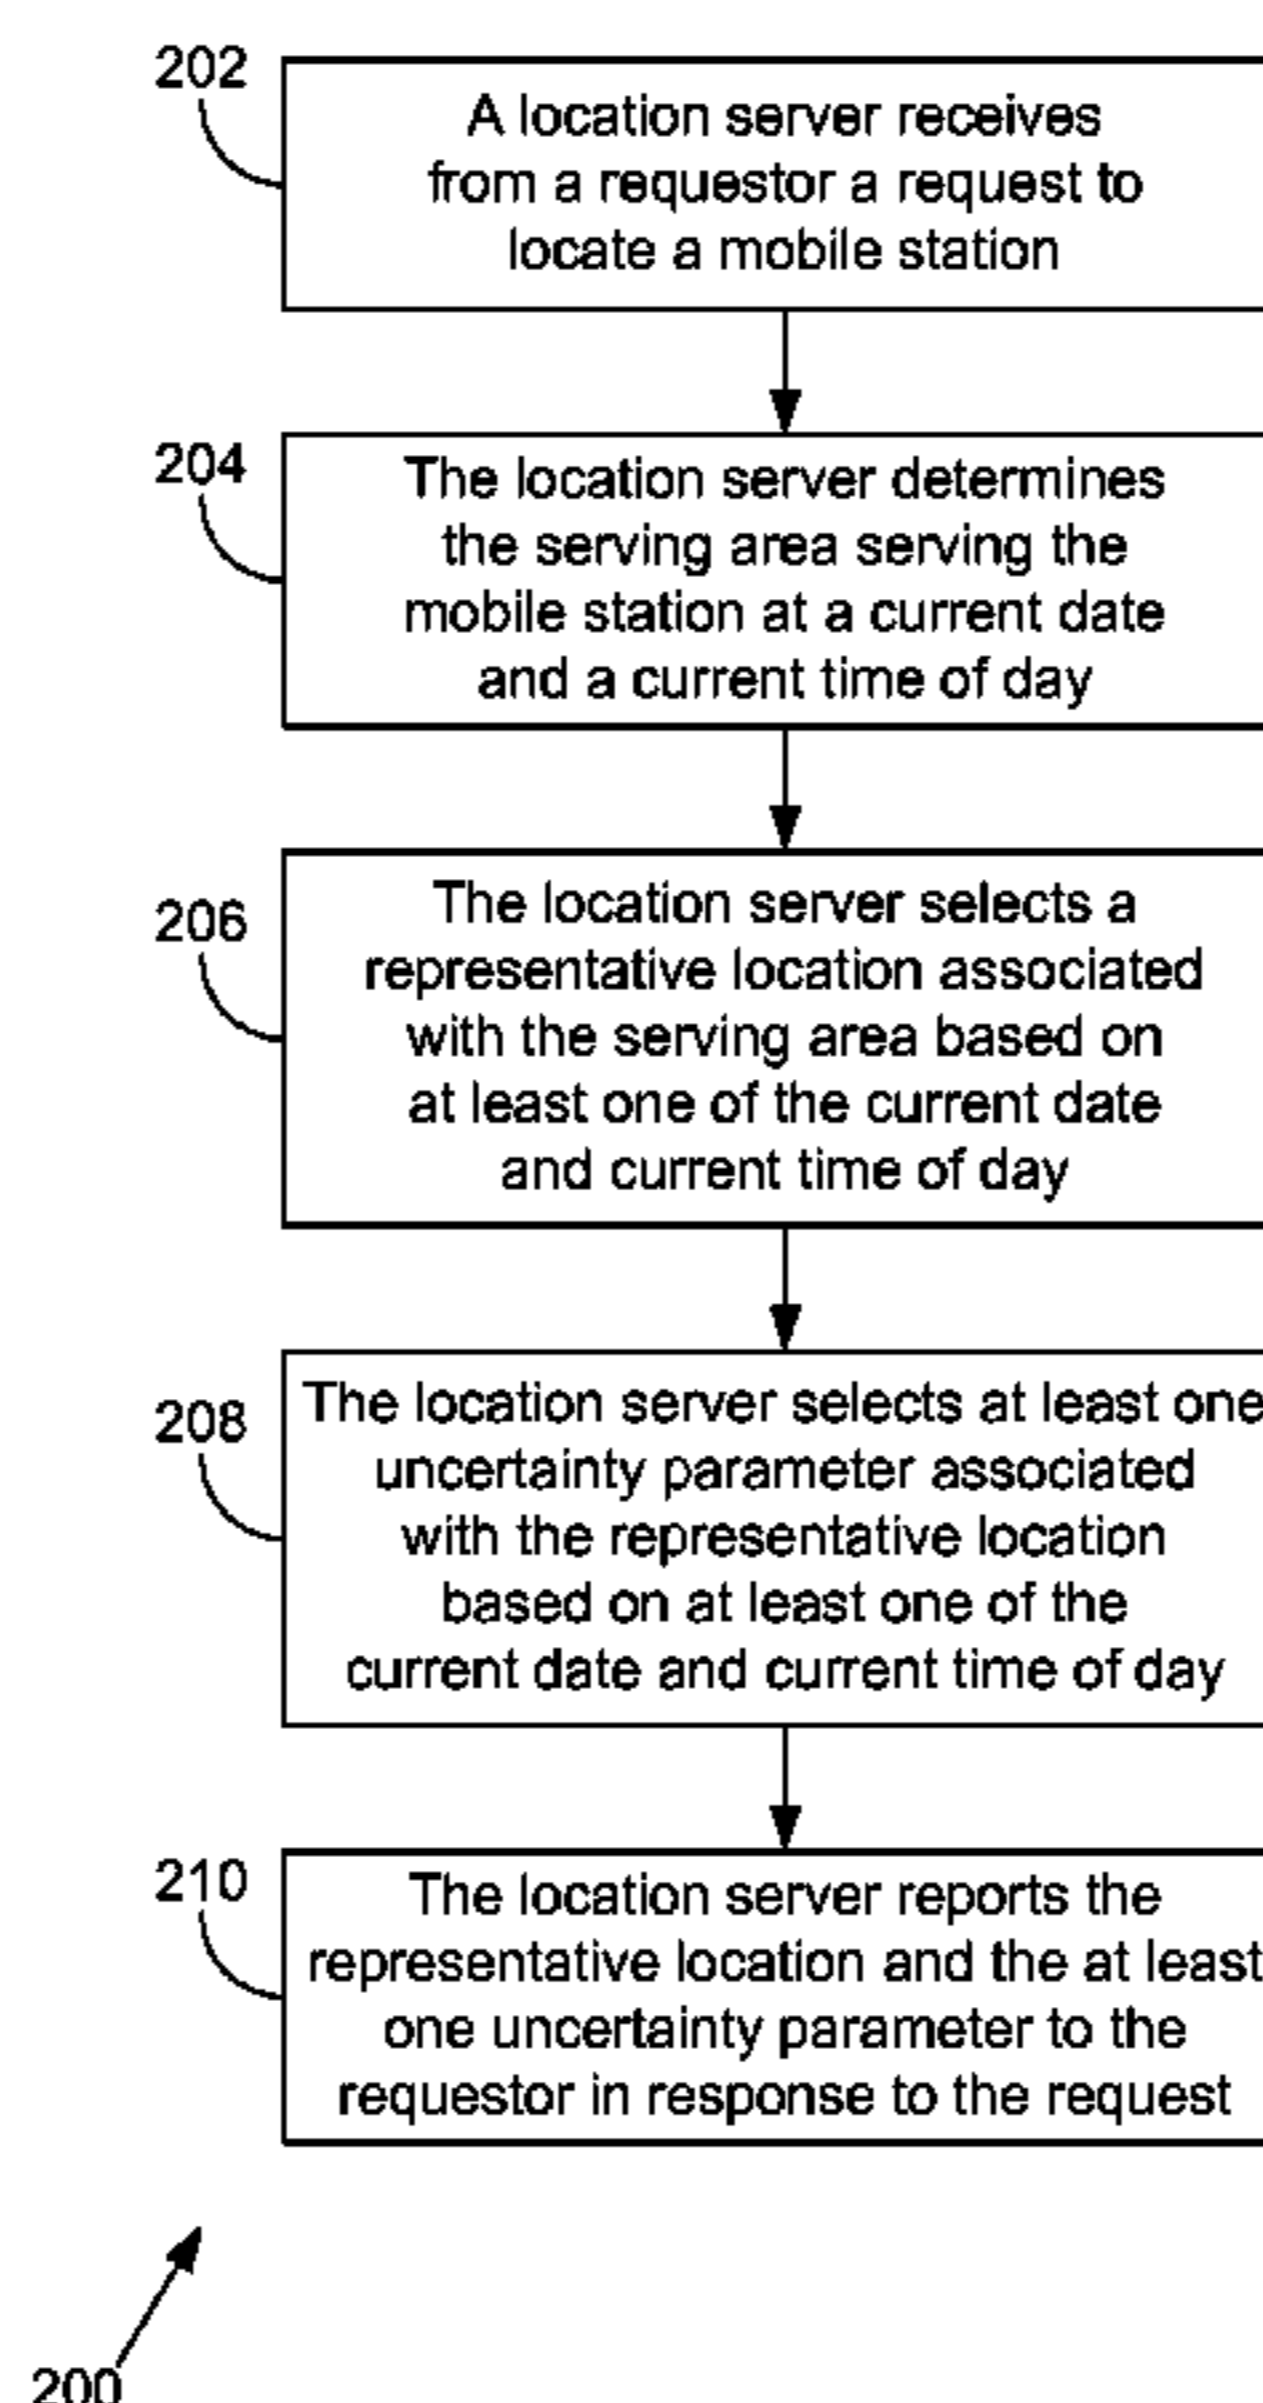 202
A location server receives
from a requestor a request to
locate a mobile station
204
The location server determines
the serving area serving the
mobile station at a current date
and a current time of day
206
The location server selects a
representative location associated
with the serving area based on
at least one of the current date
and current time of day
208
The location server selects at least one
uncertainty parameter associated
with the representative location
based on at least one of the
current date and current time of day
210
The location server reports the
representative location and the at least
one uncertainty parameter to the
requestor in response to the request
200